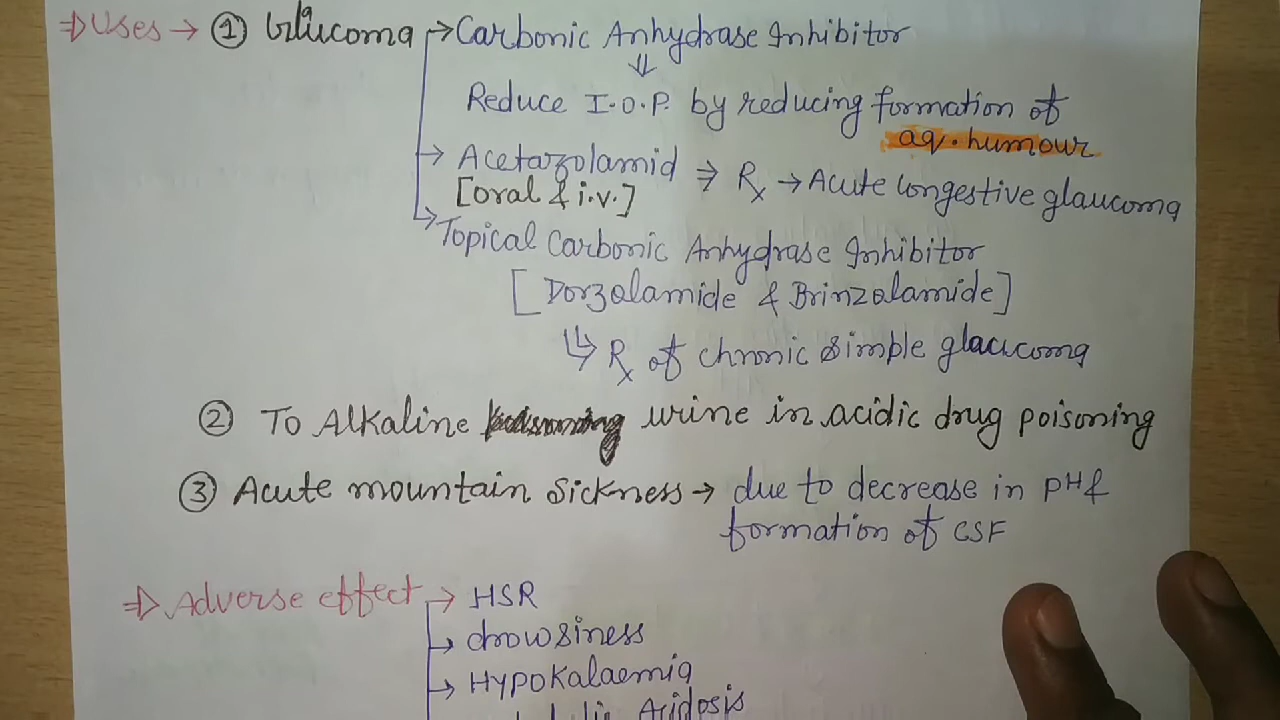 ⇒ Uses → ① Glaucoma → Carbonic Anhydrase Inhibitor
⇓
Reduce I.O.P. by reducing formation of
aq. humour
→ Acetazolamid ⇒ Rx → Acute Congestive glaucoma
[oral & i.v.]
→ Topical Carbonic Anhydrase Inhibitor
[Dorzolamide & Brinzolamide]
↳ Rx of chronic simple glaucoma
② To Alkaline urine in acidic drug poisoning
③ Acute mountain sickness → due to decrease in pH &
formation of CSF
⇒ Adverse effect → HSR
→ drowsiness
→ Hypokalaemia
Acidosis